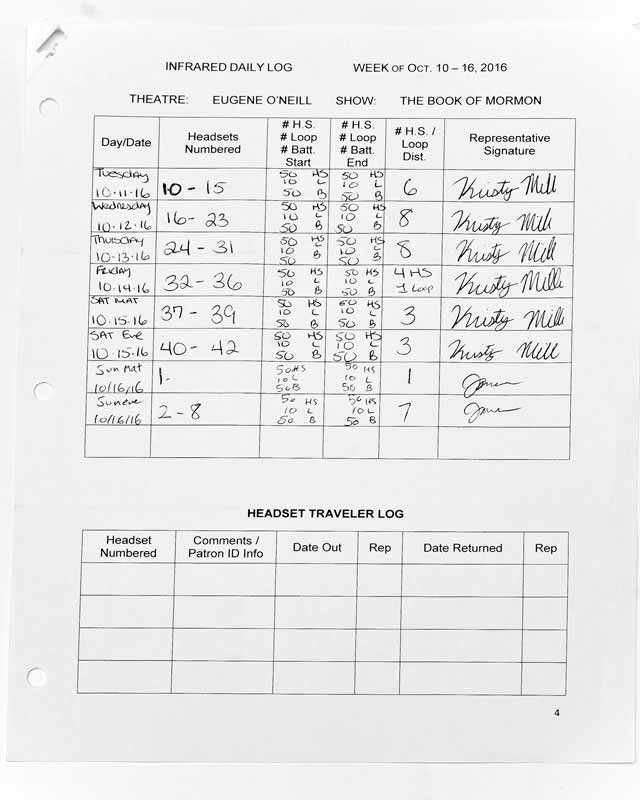 INFRARED DAILY LOG WEEK OF OCT. 10 – 16, 2016
THEATRE: EUGENE O'NEILL SHOW: THE BOOK OF MORMON
Day/Date
Headsets
Numbered
# H.S.
# Loop
# Batt.
Start
# H.S.
# Loop
# Batt.
End
# H.S. /
Loop
Dist.
Representative
Signature
Tuesday
10.11.16
10 - 15
50 HS
10 L
50 B
50 HS
10 L
50 B
6
Kristy Mill
Wednesday
10.12.16
16 - 23
50 HS
10 L
50 B
50 HS
10 L
50 B
8
Kristy Mill
Thursday
10.13.16
24 - 31
50 HS
10 L
50 B
50 HS
10 L
50 B
8
Kristy Mill
Friday
10.14.16
32 - 36
50 HS
10 L
50 B
50 HS
10 L
50 B
4 HS
1 Loop
Kristy Mill
SAT MAT
10.15.16
37 - 39
50 HS
10 L
50 B
50 HS
10 L
50 B
3
Kristy Mill
SAT Eve
10.15.16
40 - 42
50 HS
10 L
50 B
50 HS
10 L
50 B
3
Kristy Mill
Sun Mat
10/16/16
1.
50 HS
10 L
50 B
50 HS
10 L
50 B
1
Sun eve
10/16/16
2 - 8
50 HS
10 L
50 B
50 HS
10 L
50 B
7
HEADSET TRAVELER LOG
Headset
Numbered
Comments /
Patron ID Info
Date Out
Rep
Date Returned
Rep
4